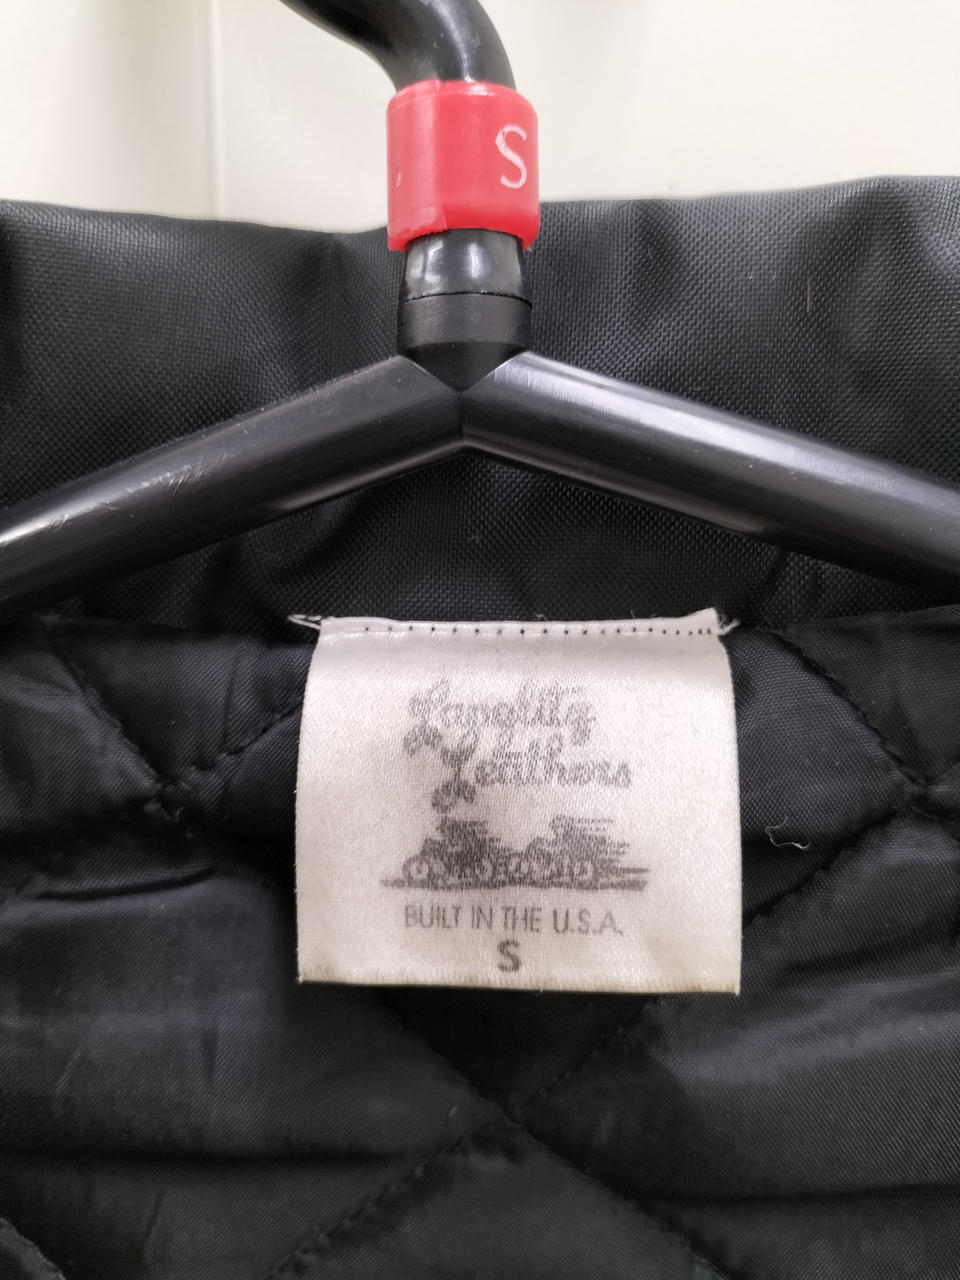 S
Langlitz
Leathers
BUILT IN THE U.S.A.
S